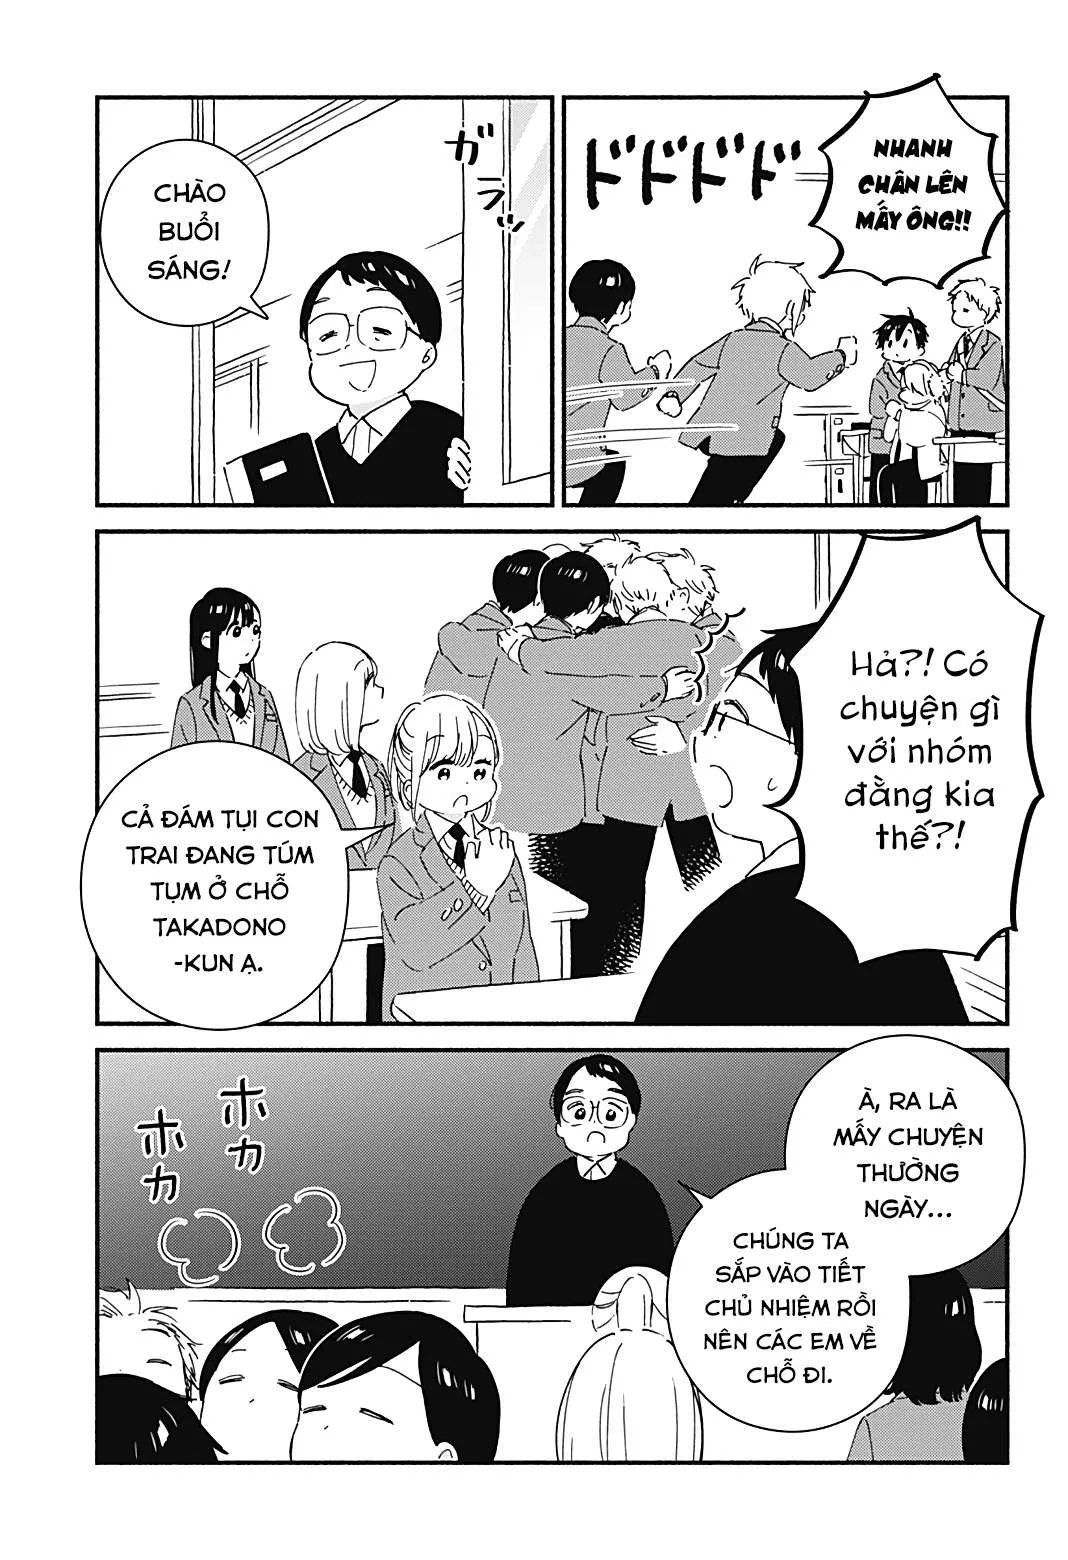 NHANH
CHÂN LÊN
MẤY ÔNG!!
ドドドド
CHÀO
BUỔI
SÁNG!
ガラッ
Hả?! Có
chuyện gì
với nhóm
đằng kia
thế?!
CẢ ĐÁM TỤI CON
TRAI ĐANG TÚM
TỤM Ở CHỖ
TAKADONO
-KUN Ạ.
À, RA LÀ
MẤY CHUYỆN
THƯỜNG
NGÀY...
CHÚNG TA
SẮP VÀO TIẾT
CHỦ NHIỆM RỒI
NÊN CÁC EM VỀ
CHỖ ĐI.
ホカ
ホカ